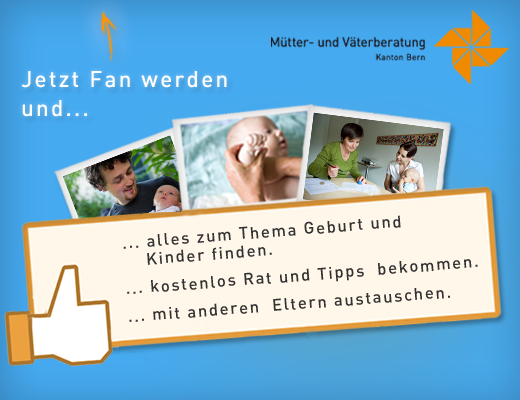 Mütter- und Väterberatung
Kanton Bern
Jetzt Fan werden
und...
... alles zum Thema Geburt und
Kinder finden.
... kostenlos Rat und Tipps bekommen.
... mit anderen Eltern austauschen.